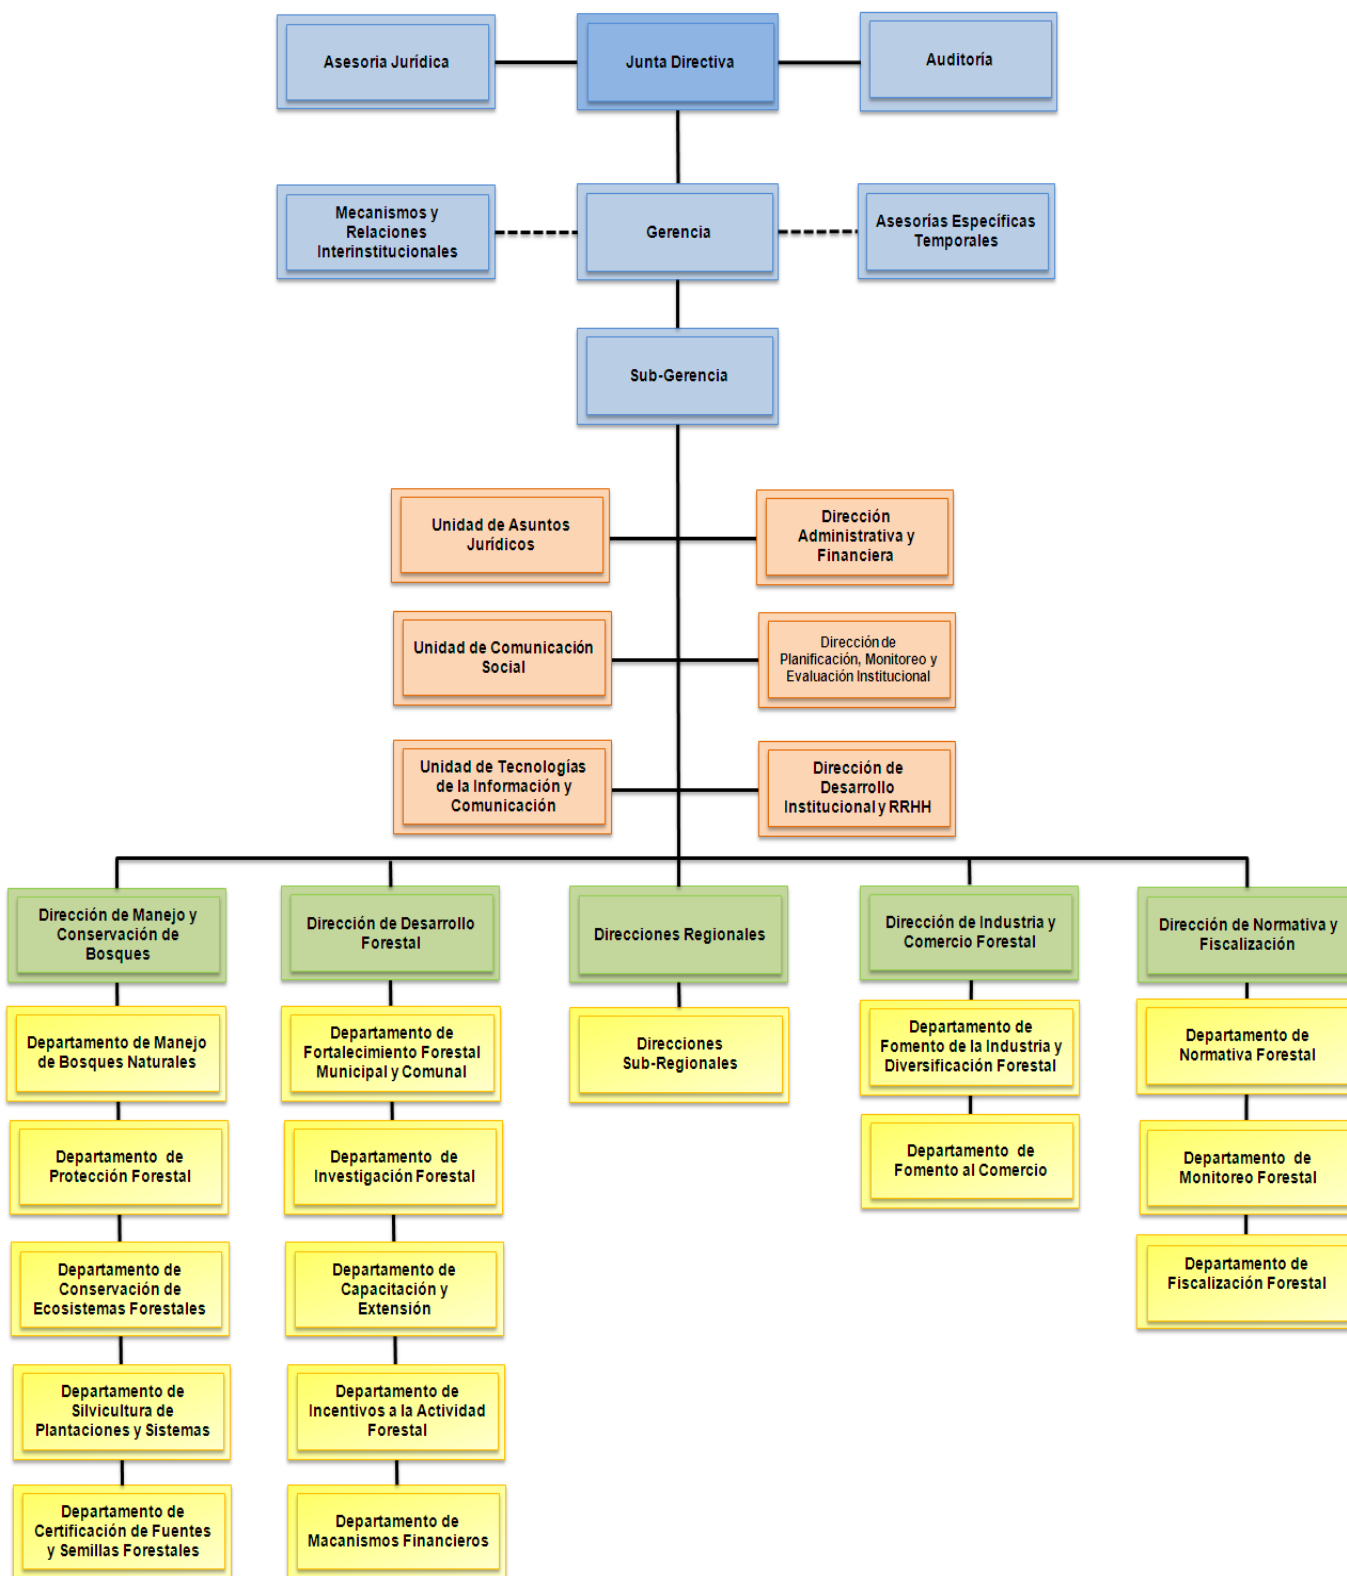 Asesoria Jurídica
Junta Directiva
Auditoría
Mecanismos y
Relaciones
Interinstitucionales
Gerencia
Asesorías Específicas
Temporales
Sub-Gerencia
Unidad de Asuntos
Jurídicos
Dirección
Administrativa y
Financiera
Unidad de Comunicación
Social
Dirección de
Planificación, Monitoreo y
Evaluación Institucional
Unidad de Tecnologías
de la Información y
Comunicación
Dirección de
Desarrollo
Institucional y RRHH
Dirección de Manejo y
Conservación de
Bosques
Dirección de Desarrollo
Forestal
Direcciones Regionales
Dirección de Industria y
Comercio Forestal
Dirección de Normativa y
Fiscalización
Departamento de Manejo
de Bosques Naturales
Departamento de
Fortalecimiento Forestal
Municipal y Comunal
Direcciones
Sub-Regionales
Departamento de
Fomento de la Industria y
Diversificación Forestal
Departamento de
Normativa Forestal
Departamento de
Protección Forestal
Departamento de
Investigación Forestal
Departamento de
Fomento al Comercio
Departamento de
Monitoreo Forestal
Departamento de
Conservación de
Ecosistemas Forestales
Departamento de
Capacitación y
Extensión
Departamento de
Fiscalización Forestal
Departamento de
Silvicultura de
Plantaciones y Sistemas
Departamento de
Incentivos a la Actividad
Forestal
Departamento de
Certificación de Fuentes
y Semillas Forestales
Departamento de
Macanismos Financieros